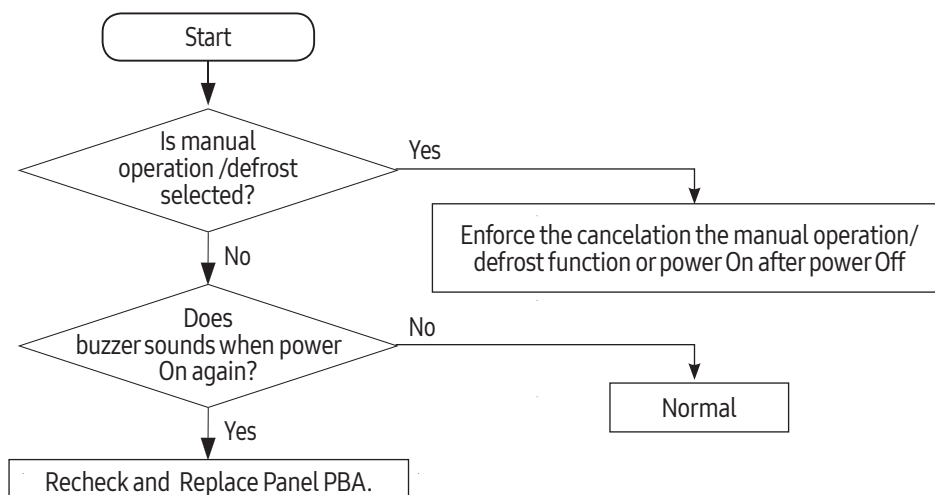 Start
Is manual
operation /defrost
selected?
Yes
Enforce the cancelation the manual operation/
defrost function or power On after power Off
No
Does
buzzer sounds when power
On again?
No
Normal
Yes
Recheck and Replace Panel PBA.